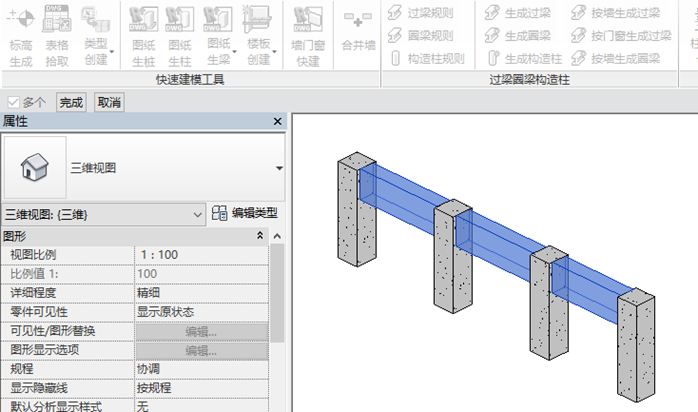 DWG DWG DWG DWG DWG
过梁规则 生成过梁 按墙生成过梁
标高 表格 类型 图纸 图纸 图纸 楼板 墙门窗 合并墙 圈梁规则 生成圈梁 按门窗生成过梁
生成 拾取 创建 生桩 生柱 生梁 创建 快建 构造柱规则 生成构造柱 按墙生成圈梁
快速建模工具 过梁圈梁构造柱
多个 完成 取消
属性
三维视图
三维视图: {三维} 编辑类型
图形
视图比例 1 : 100
比例值 1: 100
详细程度 精细
零件可见性 显示原状态
可见性/图形替换 编辑...
图形显示选项 编辑...
规程 协调
显示隐藏线 按规程
默认分析显示样式 无